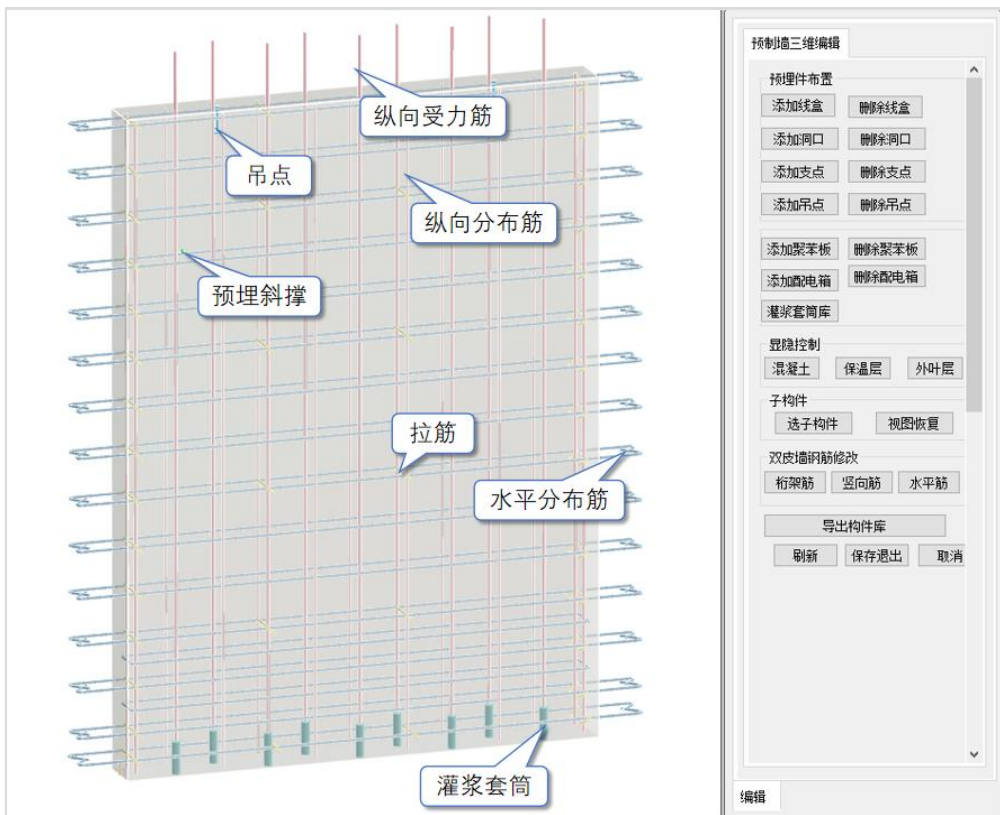 纵向受力筋
吊点
纵向分布筋
预埋斜撑
拉筋
水平分布筋
灌浆套筒
预制墙三维编辑
预埋件布置
添加线盒 删除线盒
添加洞口 删除洞口
添加支点 删除支点
添加吊点 删除吊点
添加聚苯板 删除聚苯板
添加配电箱 删除配电箱
灌浆套筒库
显隐控制
混凝土 保温层 外叶层
子构件
选子构件 视图恢复
双皮墙钢筋修改
桁架筋 竖向筋 水平筋
导出构件库
刷新 保存退出 取消
编辑